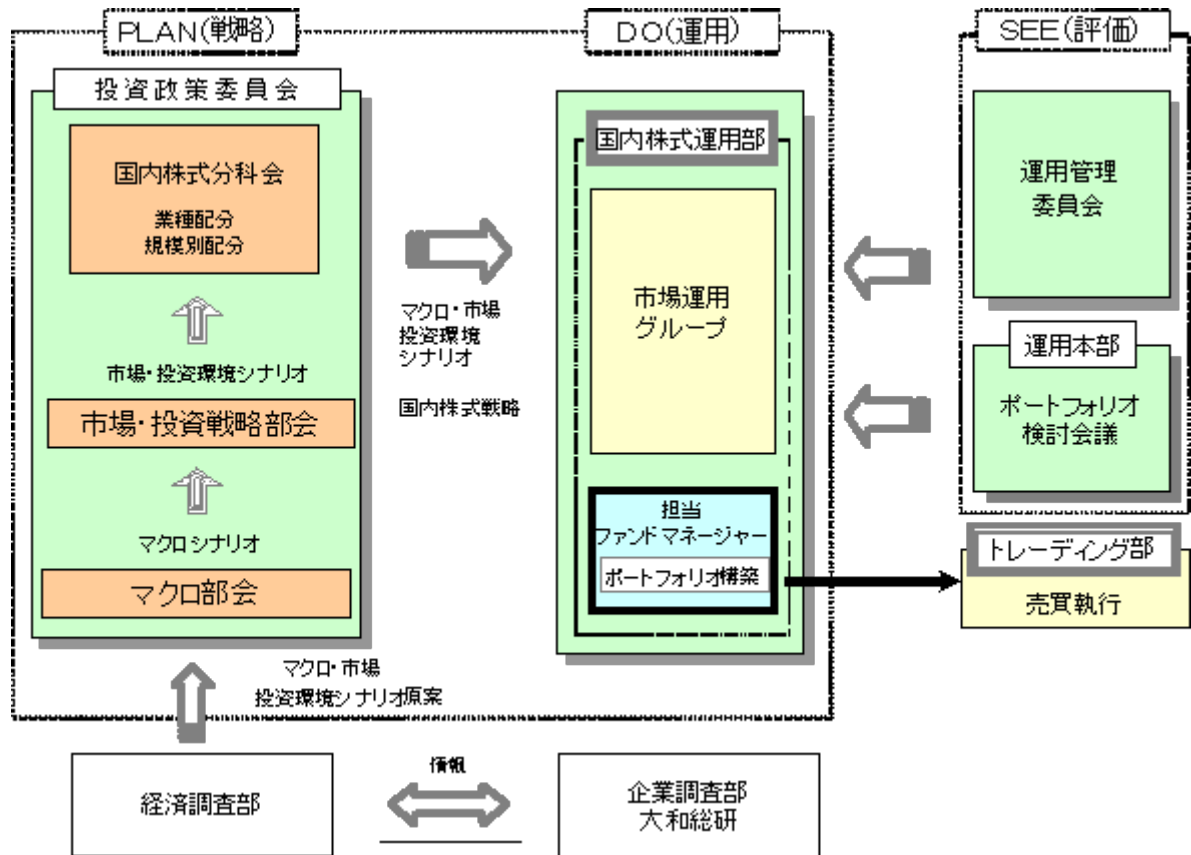 PLAN(戦略)
DO(運用)
SEE(評価)
投資政策委員会
国内株式分科会
業種配分
規模別配分
市場・投資環境シナリオ
市場・投資戦略部会
マクロシナリオ
マクロ部会
マクロ・市場
投資環境
シナリオ
国内株式戦略
国内株式運用部
市場運用
グループ
担当
ファンドマネージャー
ポートフォリオ構築
運用管理
委員会
運用本部
ポートフォリオ
検討会議
トレーディング部
売買執行
マクロ・市場
投資環境シナリオ原案
経済調査部
情報
企業調査部
大和総研